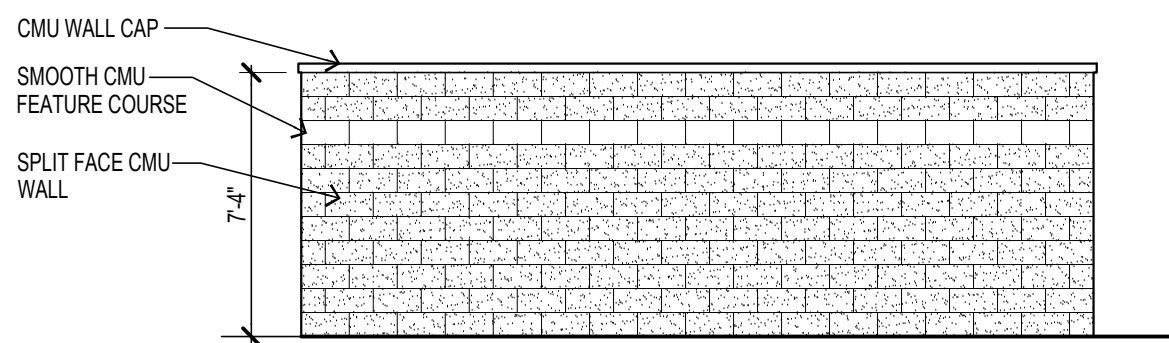 CMU WALL CAP
SMOOTH CMU
FEATURE COURSE
SPLIT FACE CMU
WALL
7'-4"